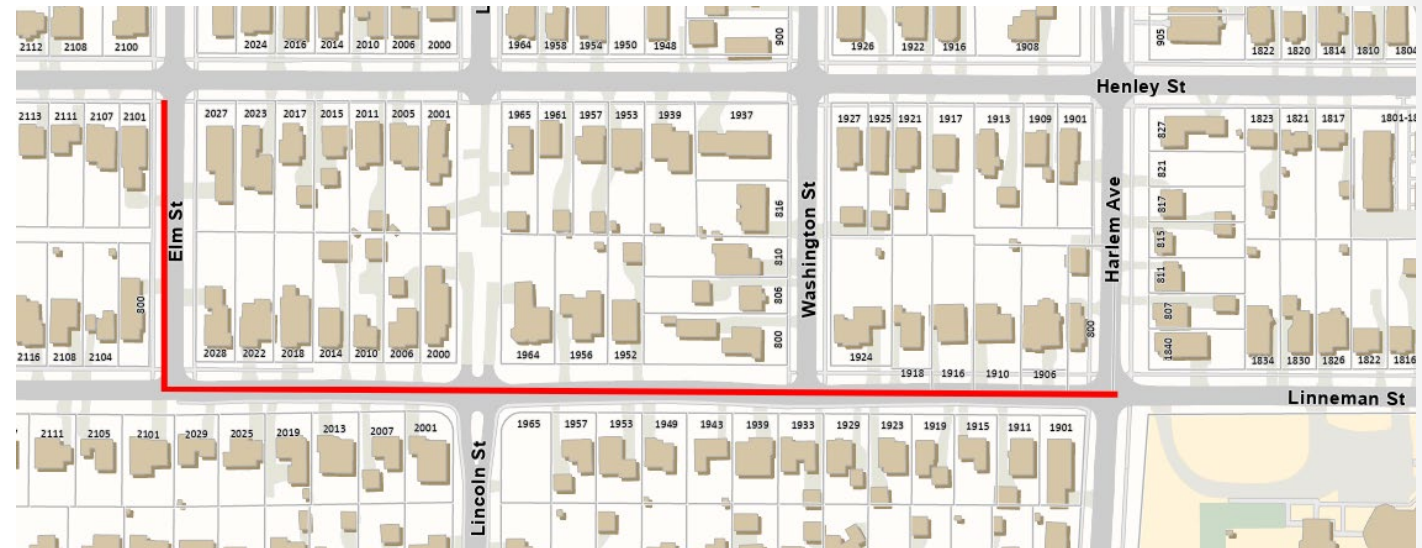 L
2112 2108 2100 2024 2016 2014 2010 2006 2000 1964 1958 1954 1950 1948 900 1926 1922 1916 1908 905 1822 1820 1814 1810 1804
Henley St
2113 2111 2107 2101 2027 2023 2017 2015 2011 2005 2001 1965 1961 1957 1953 1939 1937 1927 1925 1921 1917 1913 1909 1901 827 1823 1821 1817 1801-18
821
816 817
Elm St
Washington St
Harlem Ave
810 815
800 806 811
807
2116 2108 2104 2028 2022 2018 2014 2010 2006 2000 1964 1956 1952 800 1924 800 1840 1834 1830 1826 1822 1816
1918 1916 1910 1906
Linneman St
2111 2105 2101 2029 2025 2019 2013 2007 2001 1965 1957 1953 1949 1943 1939 1933 1929 1923 1919 1915 1911 1901
Lincoln St